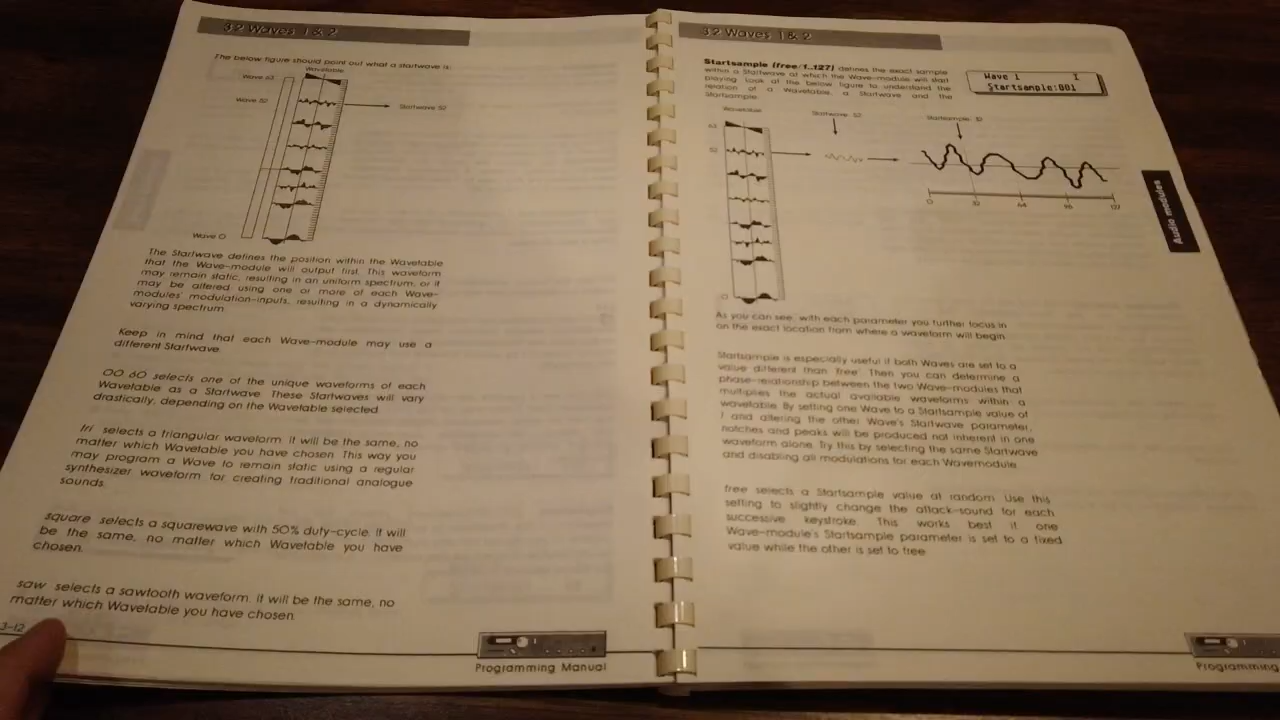 3.2 Waves 1 & 2
The below figure should point out what a startwave is:
Wavetable
Wave 63
Wave 52
Startwave 52
Wave 0
The Startwave defines the position within the Wavetable
that the Wave-module will output first. This waveform
may remain static, resulting in an uniform spectrum, or it
may be altered using one or more of each Wave-
modules' modulation-inputs, resulting in a dynamically
varying spectrum.
Keep in mind that each Wave-module may use a
different Startwave.
00..60 selects one of the unique waveforms of each
Wavetable as a Startwave. These Startwaves will vary
drastically, depending on the Wavetable selected.
tri selects a triangular waveform. It will be the same, no
matter which Wavetable you have chosen. This way you
may program a Wave to remain static using a regular
synthesizer waveform for creating traditional analogue
sounds.
square selects a squarewave with 50% duty-cycle. It will
be the same, no matter which Wavetable you have
chosen.
saw selects a sawtooth waveform. It will be the same, no
matter which Wavetable you have chosen.
3-12
Programming Manual
3.2 Waves 1 & 2
Startsample (free/1..127) defines the exact sample
within a Startwave at which the Wave-module will start
playing. Look at the below figure to understand the
relation of a Wavetable, a Startwave and the
Startsample.
Wave 1 I
Startsample:001
Wavetable
Startwave 52
Startsample 10
63
52
0
0 32 64 96 127
Audio modules
As you can see, with each parameter you further focus in
on the exact location from where a waveform will begin.
Startsample is especially useful if both Waves are set to a
value different than 'free'. Then you can determine a
phase-relationship between the two Wave-modules that
multiplies the actual available waveforms within a
wavetable. By setting one Wave to a Startsample value of
1 and altering the other Wave's Startwave parameter,
notches and peaks will be produced not inherent in one
waveform alone. Try this by selecting the same Startwave
and disabling all modulations for each Wavemodule.
free selects a Startsample value at random. Use this
setting to slightly change the attack-sound for each
successive keystroke. This works best if one
Wave-module's Startsample parameter is set to a fixed
value while the other is set to free.
Programming